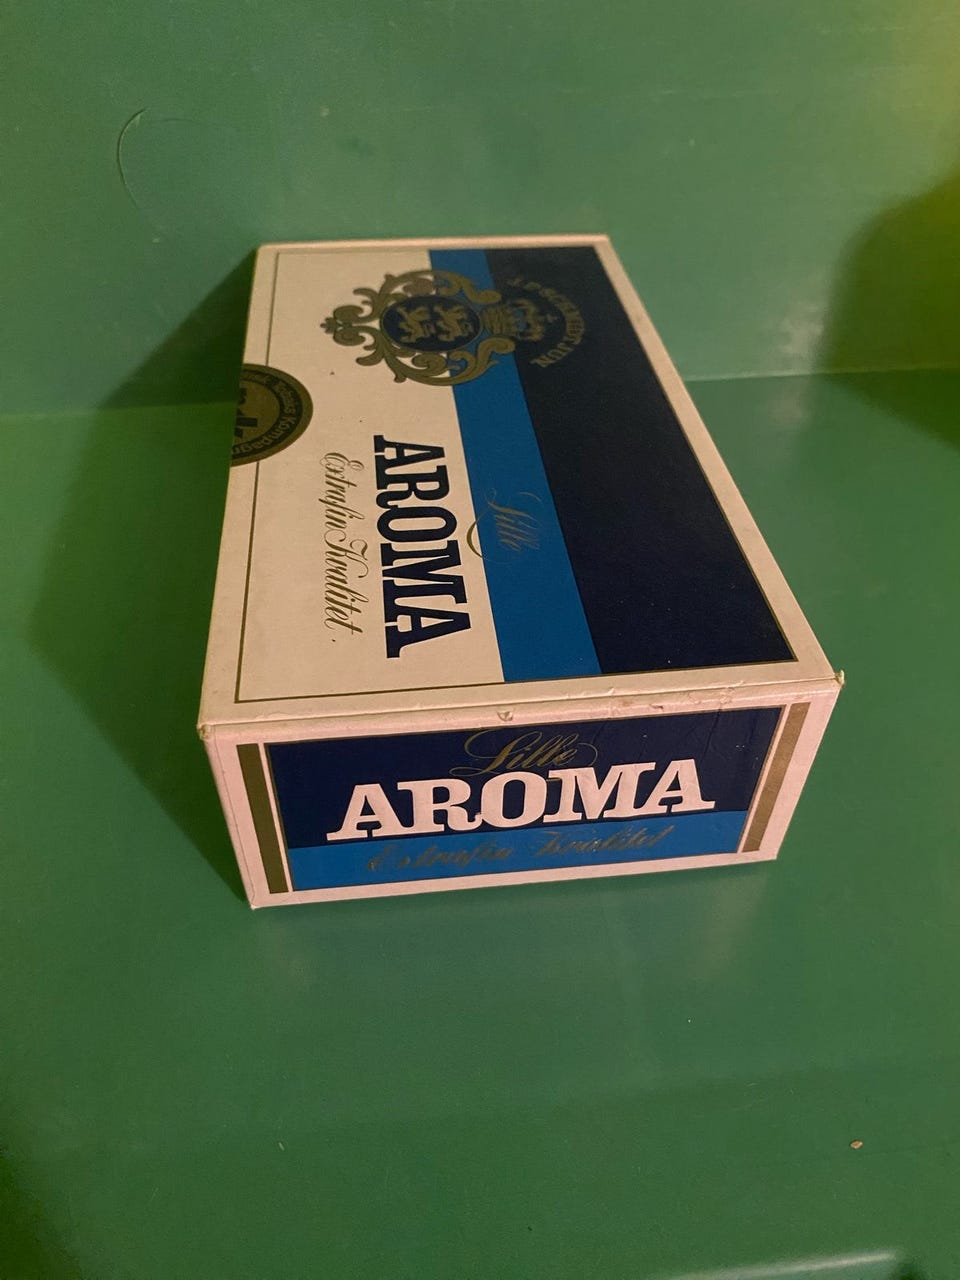 Lille
AROMA
Extrafin Kvalitet.
Lille
AROMA
Extrafin Kvalitet